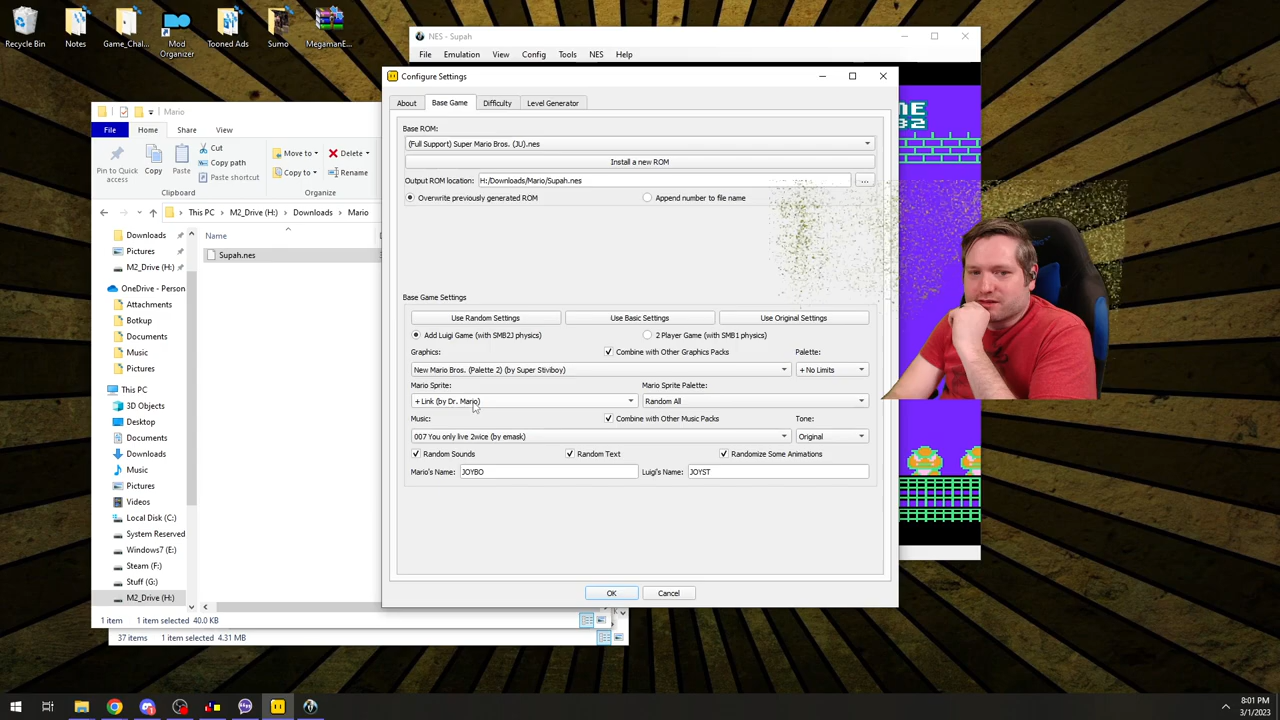 Recycle Bin
Notes
Game_Chal...
Mod Organizer
Tooned Ads
Sumo
MegamanE...
NES - Supah
File Emulation View Config Tools NES Help
Configure Settings
About Base Game Difficulty Level Generator
Base ROM:
(Full Support) Super Mario Bros. (JU).nes
Install a new ROM
Output ROM location: H:/Downloads/Mario/Supah.nes ...
Overwrite previously generated ROM Append number to file name
Base Game Settings
Use Random Settings Use Basic Settings Use Original Settings
Add Luigi Game (with SMB2J physics) 2 Player Game (with SMB1 physics)
Graphics: Combine with Other Graphics Packs Palette:
New Mario Bros. (Palette 2) (by Super Stiviboy) + No Limits
Mario Sprite: Mario Sprite Palette:
+ Link (by Dr. Mario) Random All
Music: Combine with Other Music Packs Tone:
007 You only live 2wice (by emask) Original
Random Sounds Random Text Randomize Some Animations
Mario's Name: JOYBO Luigi's Name: JOYST
OK Cancel
Mario
File Home Share View
Pin to Quick access
Copy
Paste
Cut
Copy path
Paste shortcut
Clipboard
Move to
Copy to
Delete
Rename
Organize
This PC M2_Drive (H:) Downloads Mario
Name
Supah.nes
Downloads
Pictures
M2_Drive (H:)
OneDrive - Person
Attachments
Botkup
Documents
Music
Pictures
This PC
3D Objects
Desktop
Documents
Downloads
Music
Pictures
Videos
Local Disk (C:)
System Reserved
Windows7 (E:)
Steam (F:)
Stuff (G:)
M2_Drive (H:)
1 item 1 item selected 40.0 KB
37 items 1 item selected 4.31 MB
8:01 PM
3/1/2023